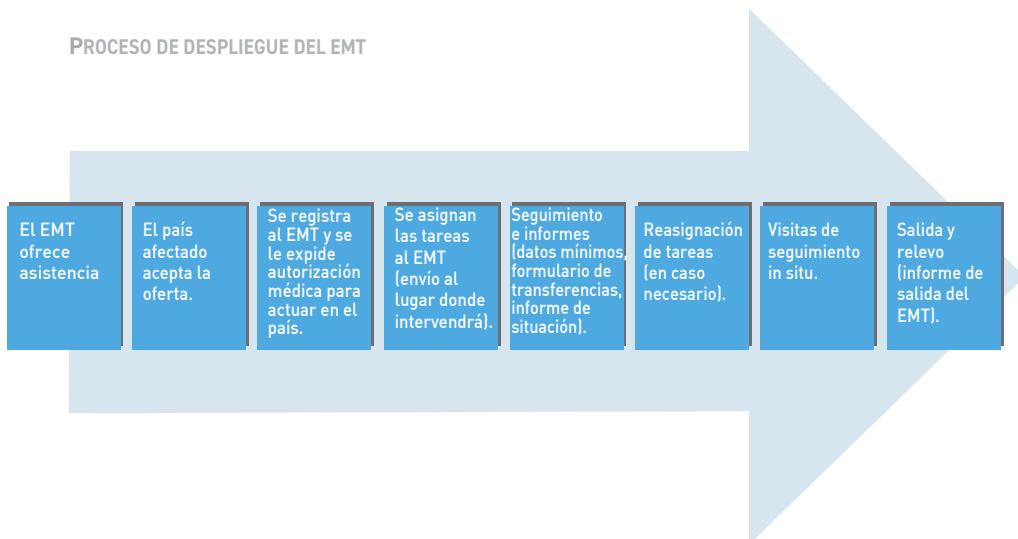 PROCESO DE DESPLIEGUE DEL EMT
El EMT
ofrece
asistencia
El país
afectado
acepta la
oferta.
Se registra
al EMT y se
le expide
autorización
médica para
actuar en el
país.
Se asignan
las tareas
al EMT
(envío al
lugar donde
intervendrá).
Seguimiento
e informes
(datos mínimos,
formulario de
transferencias,
informe de
situación).
Reasignación
de tareas
(en caso
necesario).
Visitas de
seguimiento
in situ.
Salida y
relevo
(informe de
salida del
EMT).